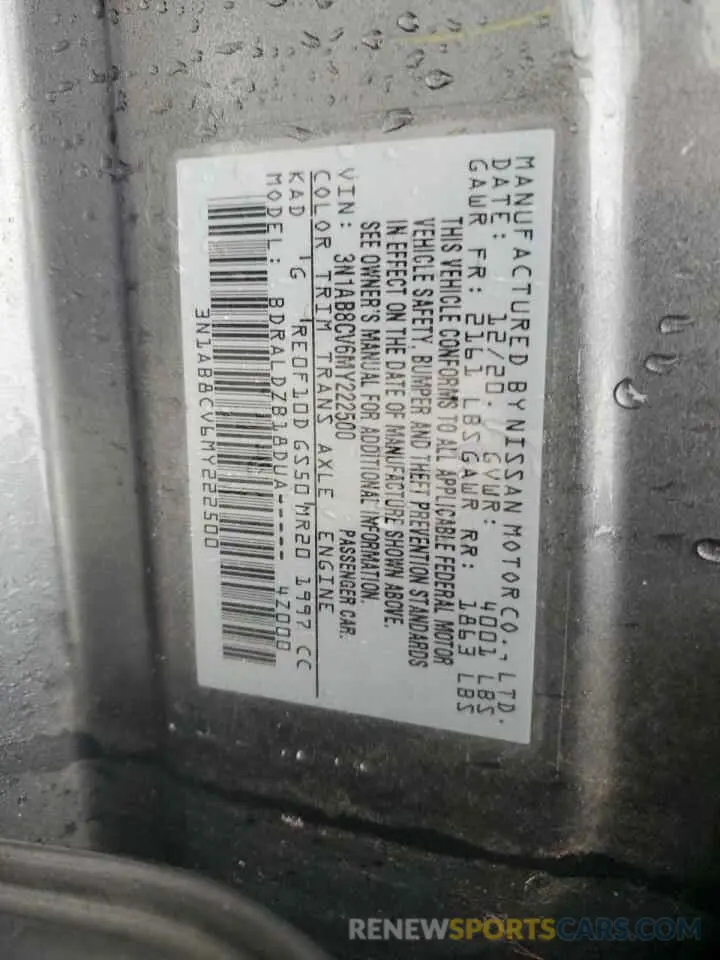 MANUFACTURED BY NISSAN MOTOR CO., LTD.
DATE: 12/20 GVWR: 4001 LBS
GAWR FR: 2161 LBS GAWR RR: 1863 LBS
THIS VEHICLE CONFORMS TO ALL APPLICABLE FEDERAL MOTOR
VEHICLE SAFETY, BUMPER AND THEFT PREVENTION STANDARDS
IN EFFECT ON THE DATE OF MANUFACTURE SHOWN ABOVE.
SEE OWNER'S MANUAL FOR ADDITIONAL INFORMATION.
VIN: 3N1AB8CV6MY222500 PASSENGER CAR.
COLOR TRIM TRANS AXLE ENGINE
KAD G RE0F10D GS50 MR20 1997 CC
MODEL: BDRALDZB18DUA----- 4Z000
3N1AB8CV6MY222500
RENEWSPORTSCARS.COM